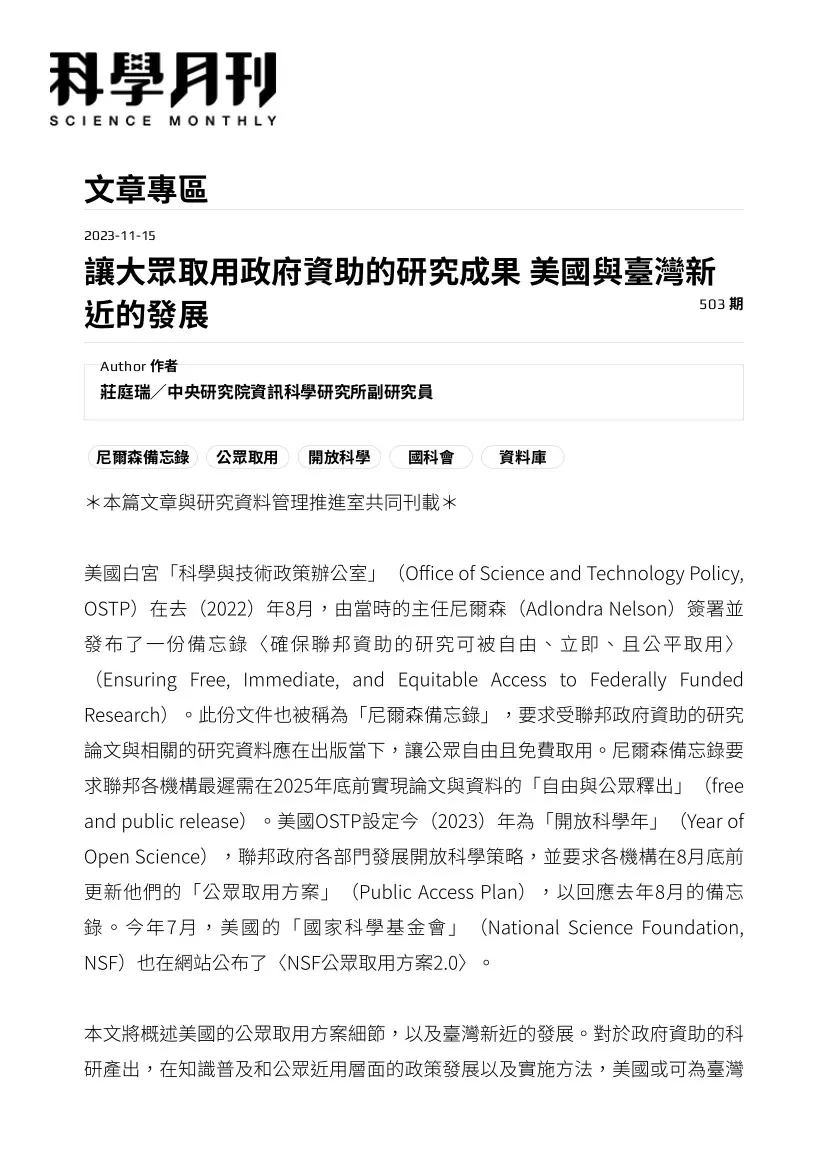 科學月刊
SCIENCE MONTHLY
文章專區
2023-11-15
讓大眾取用政府資助的研究成果 美國與臺灣新
近的發展
503 期
Author 作者
莊庭瑞／中央研究院資訊科學研究所副研究員
尼爾森備忘錄 公眾取用 開放科學 國科會 資料庫
＊本篇文章與研究資料管理推進室共同刊載＊
美國白宮「科學與技術政策辦公室」（Office of Science and Technology Policy,
OSTP）在去（2022）年8月，由當時的主任尼爾森（Adlondra Nelson）簽署並
發布了一份備忘錄〈確保聯邦資助的研究可被自由、立即、且公平取用〉
（Ensuring Free, Immediate, and Equitable Access to Federally Funded
Research）。此份文件也被稱為「尼爾森備忘錄」，要求受聯邦政府資助的研究
論文與相關的研究資料應在出版當下，讓公眾自由且免費取用。尼爾森備忘錄要
求聯邦各機構最遲需在2025年底前實現論文與資料的「自由與公眾釋出」（free
and public release）。美國OSTP設定今（2023）年為「開放科學年」（Year of
Open Science），聯邦政府各部門發展開放科學策略，並要求各機構在8月底前
更新他們的「公眾取用方案」（Public Access Plan），以回應去年8月的備忘
錄。今年7月，美國的「國家科學基金會」（National Science Foundation,
NSF）也在網站公布了〈NSF公眾取用方案2.0〉。
本文將概述美國的公眾取用方案細節，以及臺灣新近的發展。對於政府資助的科
研產出，在知識普及和公眾近用層面的政策發展以及實施方法，美國或可為臺灣